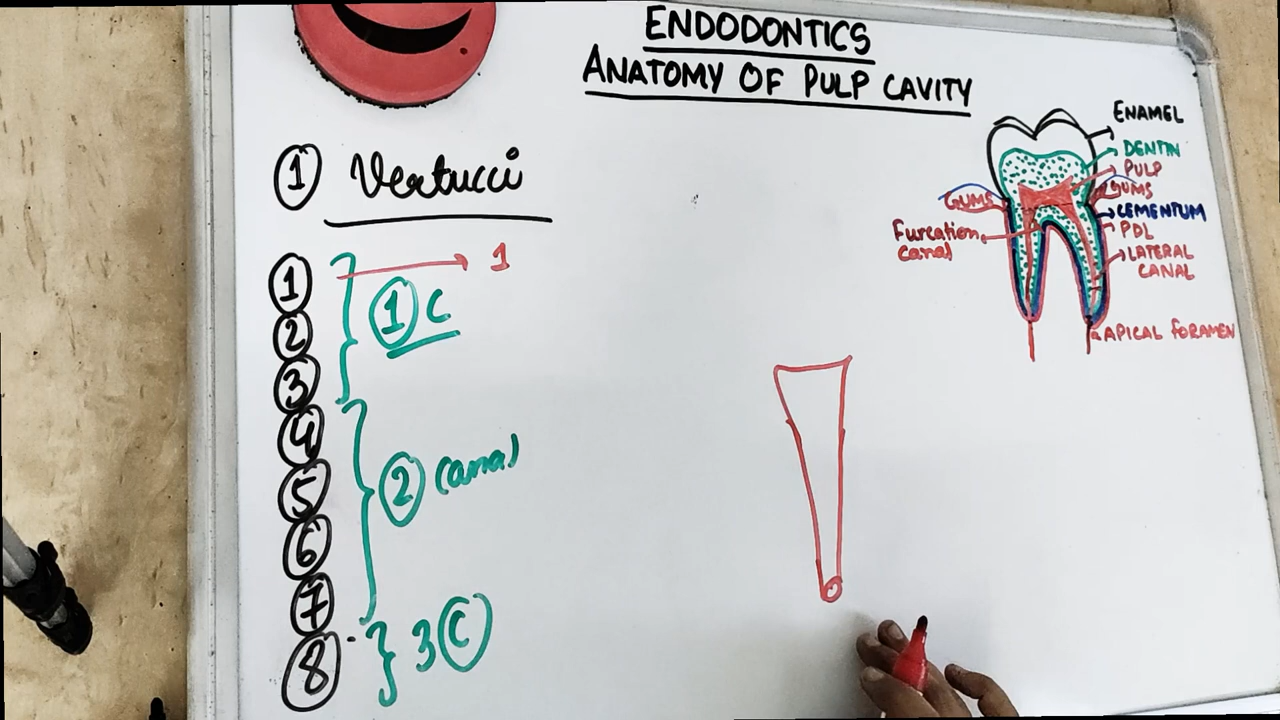 ENDODONTICS
ANATOMY OF PULP CAVITY
1 Vertucci
1 → 1
1 C
2
3
4
2 Canal
5
6
7
8 3 C
ENAMEL
DENTIN
PULP
GUMS
GUMS
CEMENTUM
PDL
Furcation
canal
LATERAL
CANAL
APICAL FORAMEN